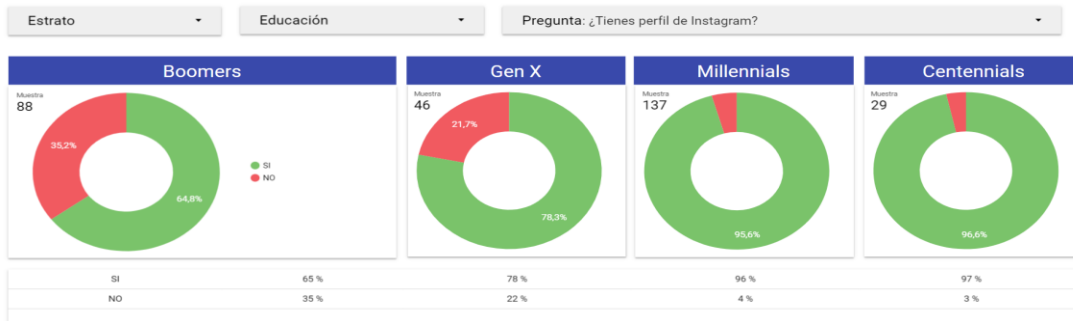 Estrato
Educación
Pregunta: ¿Tienes perfil de Instagram?
Boomers
Muestra
88
35,2%
64,8%
SI
NO
Gen X
Muestra
46
21,7%
78,3%
Millennials
Muestra
137
95,6%
Centennials
Muestra
29
96,6%
SI 65 % 78 % 96 % 97 %
NO 35 % 22 % 4 % 3 %